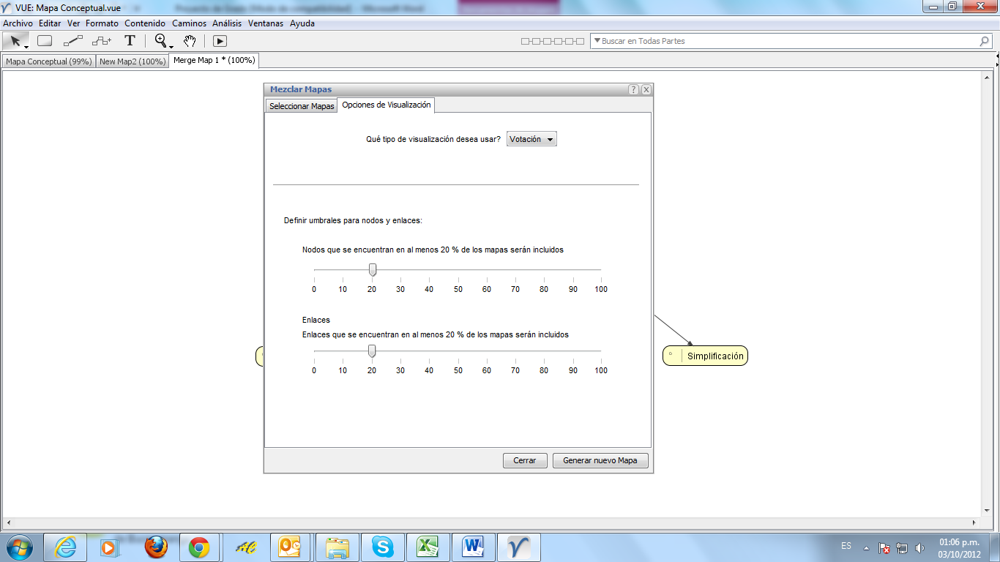 VUE: Mapa Conceptual.vue
Archivo Editar Ver Formato Contenido Caminos Análisis Ventanas Ayuda
T
Buscar en Todas Partes
Mapa Conceptual (99%) New Map2 (100%) Merge Map 1 * (100%)
Mezclar Mapas
Seleccionar Mapas Opciones de Visualización
Qué tipo de visualización desea usar? Votación
Definir umbrales para nodos y enlaces:
Nodos que se encuentran en al menos 20 % de los mapas serán incluidos
0 10 20 30 40 50 60 70 80 90 100
Enlaces
Enlaces que se encuentran en al menos 20 % de los mapas serán incluidos
0 10 20 30 40 50 60 70 80 90 100
Simplificación
Cerrar Generar nuevo Mapa
ES
01:06 p.m.
03/10/2012